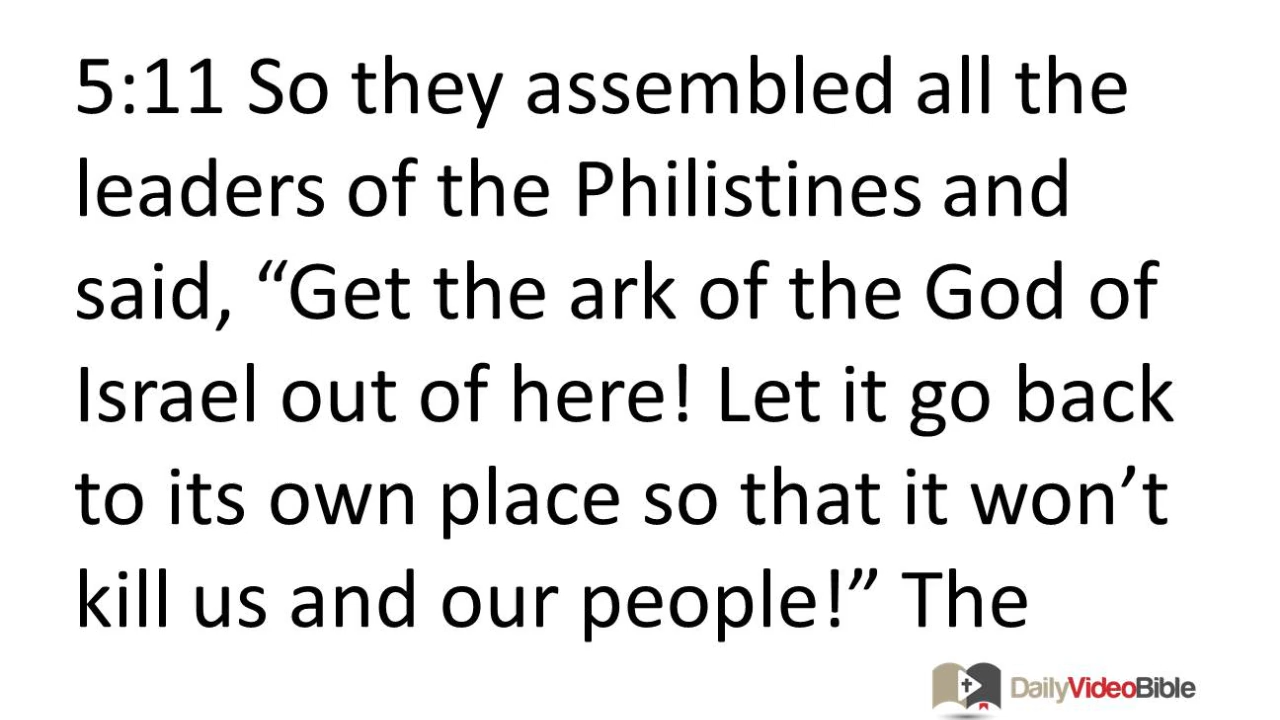 5:11 So they assembled all the
leaders of the Philistines and
said, “Get the ark of the God of
Israel out of here! Let it go back
to its own place so that it won’t
kill us and our people!” The
DailyVideoBible